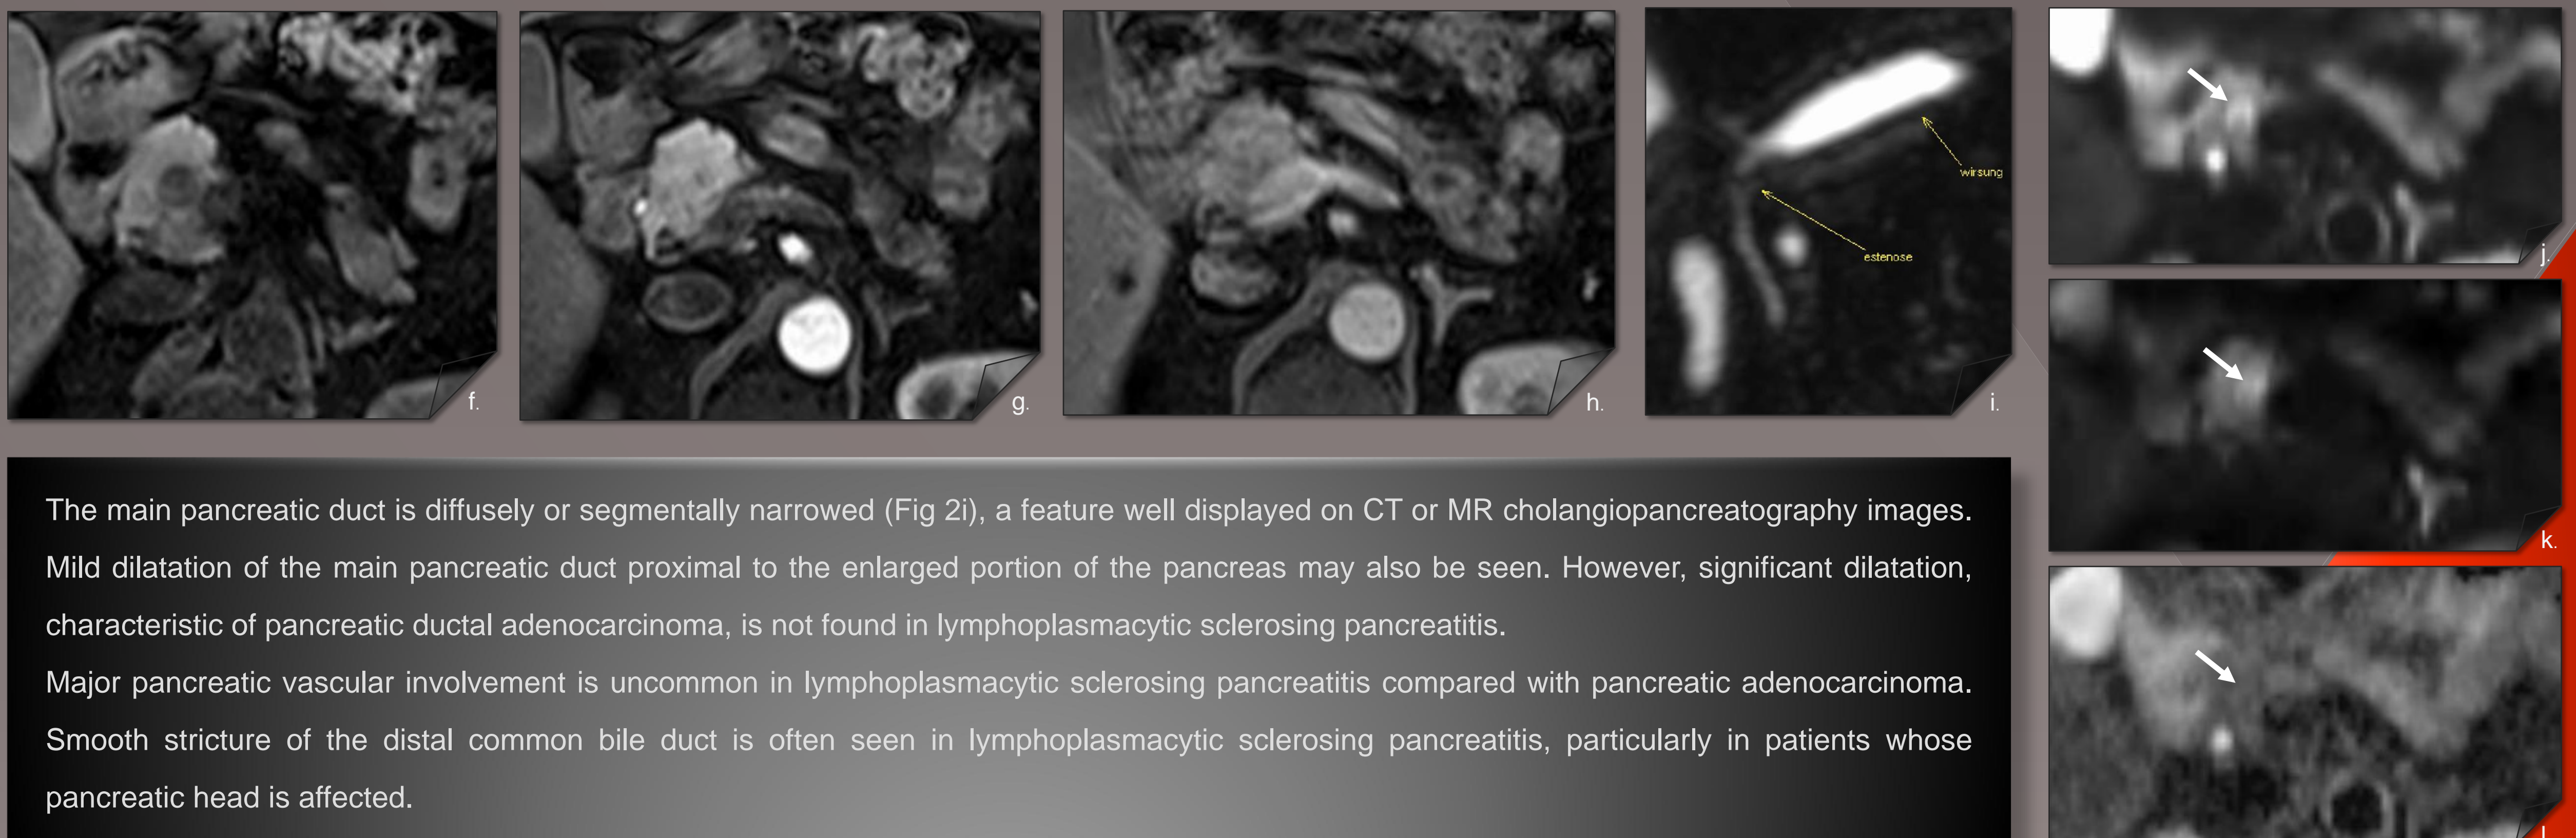 wirsung
estenose
f.
g.
h.
i.
j.
k.
l.
The main pancreatic duct is diffusely or segmentally narrowed (Fig 2i), a feature well displayed on CT or MR cholangiopancreatography images.
Mild dilatation of the main pancreatic duct proximal to the enlarged portion of the pancreas may also be seen. However, significant dilatation,
characteristic of pancreatic ductal adenocarcinoma, is not found in lymphoplasmacytic sclerosing pancreatitis.
Major pancreatic vascular involvement is uncommon in lymphoplasmacytic sclerosing pancreatitis compared with pancreatic adenocarcinoma.
Smooth stricture of the distal common bile duct is often seen in lymphoplasmacytic sclerosing pancreatitis, particularly in patients whose
pancreatic head is affected.